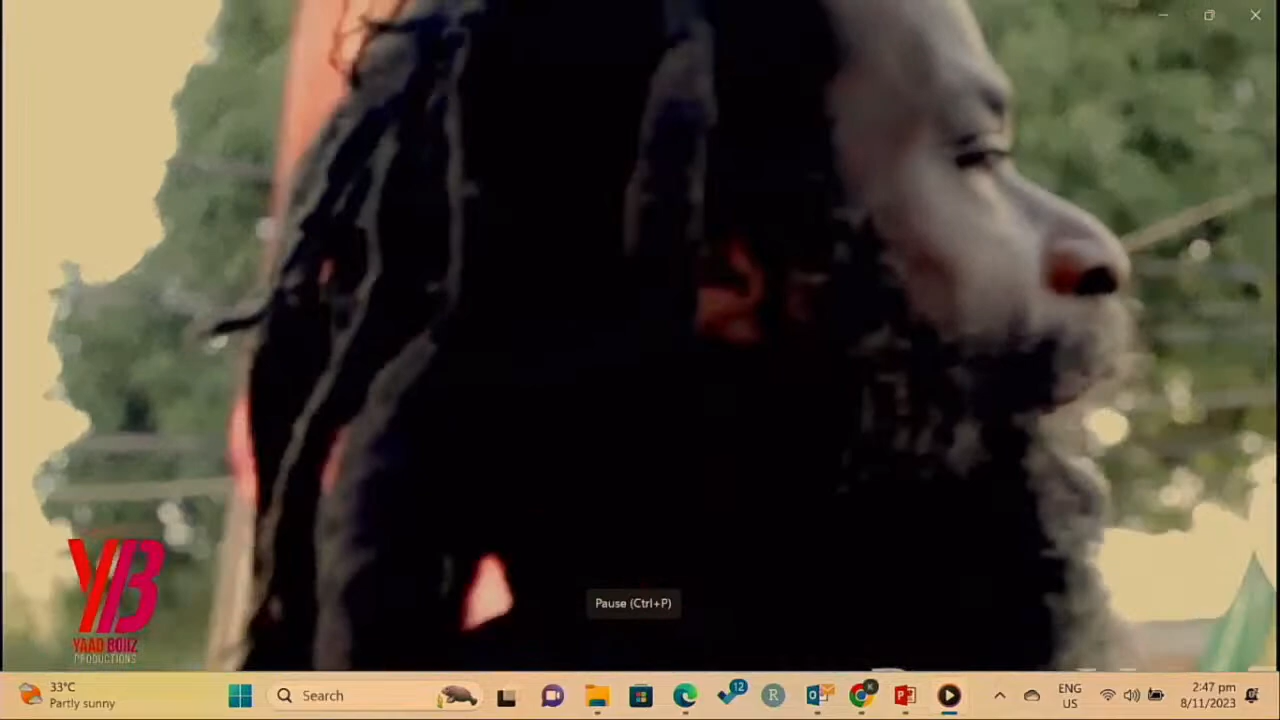 YB
YAAD BOIIZ
PRODUCTIONS
Pause (Ctrl+P)
33°C
Partly sunny
Search
12
R
K
ENG
US
2:47 pm
8/11/2023